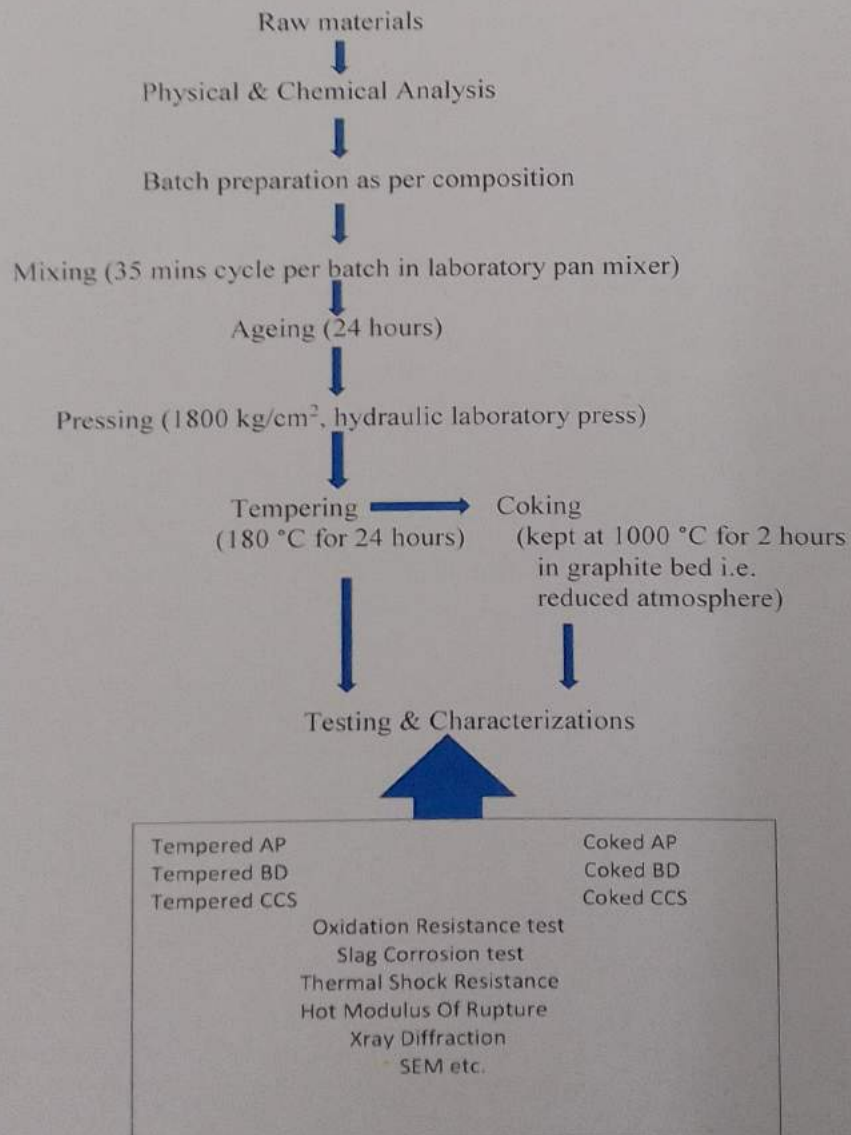 Raw materials
Physical & Chemical Analysis
Batch preparation as per composition
Mixing (35 mins cycle per batch in laboratory pan mixer)
Ageing (24 hours)
Pressing (1800 kg/cm², hydraulic laboratory press)
Tempering
(180 °C for 24 hours)
Coking
(kept at 1000 °C for 2 hours
in graphite bed i.e.
reduced atmosphere)
Testing & Characterizations
Tempered AP
Tempered BD
Tempered CCS
Coked AP
Coked BD
Coked CCS
Oxidation Resistance test
Slag Corrosion test
Thermal Shock Resistance
Hot Modulus Of Rupture
Xray Diffraction
SEM etc.